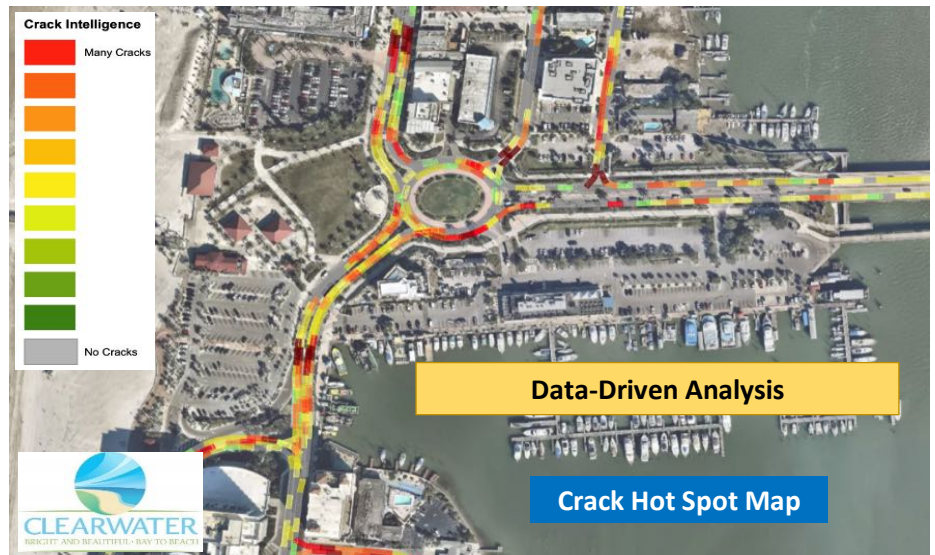 Crack Intelligence
Many Cracks
No Cracks
Data-Driven Analysis
Crack Hot Spot Map
CLEARWATER
BRIGHT AND BEAUTIFUL • BAY TO BEACH